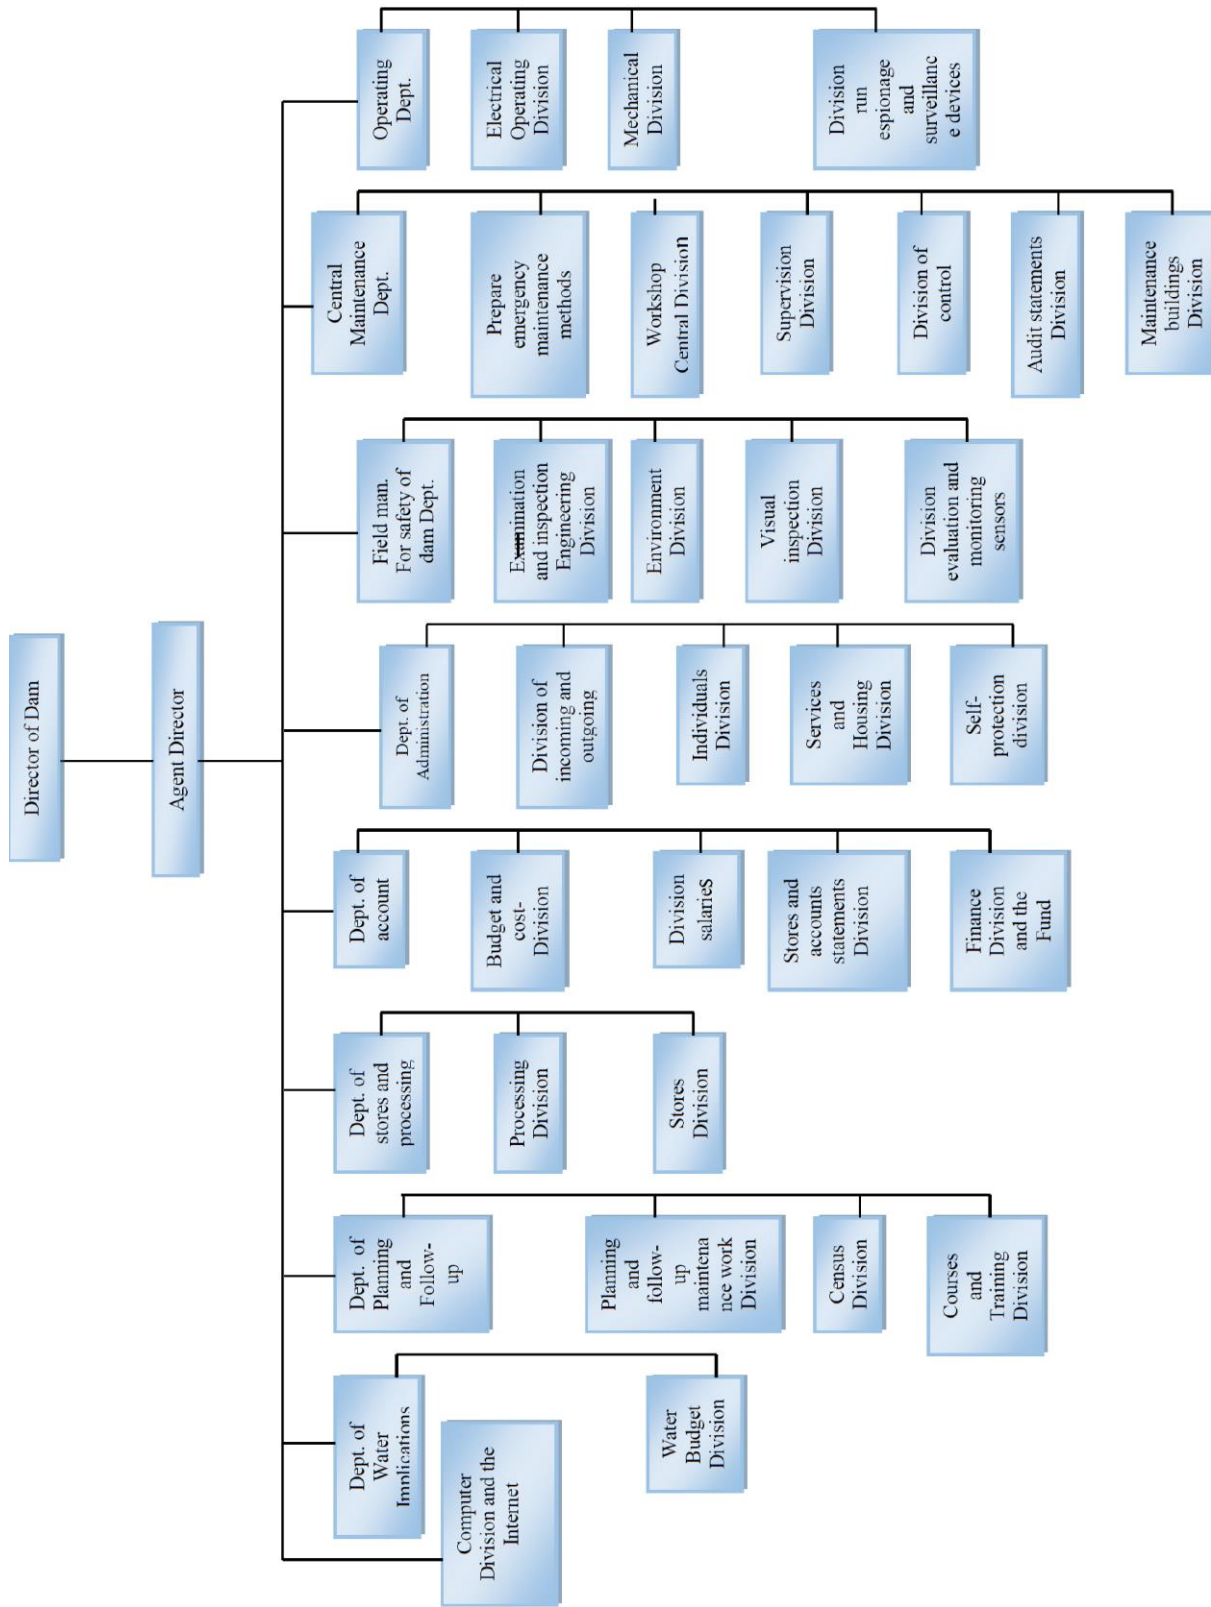 Director of Dam
Agent Director
Computer
Division and the
Internet
Dept. of
Water
Implications
Water
Budget
Division
Dept. of
Planning
and
Follow-
up
Planning
and
follow-
up
maintena
nce work
Division
Census
Division
Courses
and
Training
Division
Dept. of
stores and
processing
Processing
Division
Stores
Division
Dept. of
account
Budget and
cost-
Division
Division
salaries
Stores and
accounts
statements
Division
Finance
Division
and the
Fund
Dept. of
Administration
Division of
incoming and
outgoing
Individuals
Division
Services
and
Housing
Division
Self-
protection
division
Field man.
For safety of
dam Dept.
Examination
and inspection
Engineering
Division
Environment
Division
Visual
inspection
Division
Division
evaluation and
monitoring
sensors
Central
Maintenance
Dept.
Prepare
emergency
maintenance
methods
Workshop
Central Division
Supervision
Division
Division of
control
Audit statements
Division
Maintenance
buildings
Division
Operating
Dept.
Electrical
Operating
Division
Mechanical
Division
Division
run
espionage
and
surveillanc
e devices